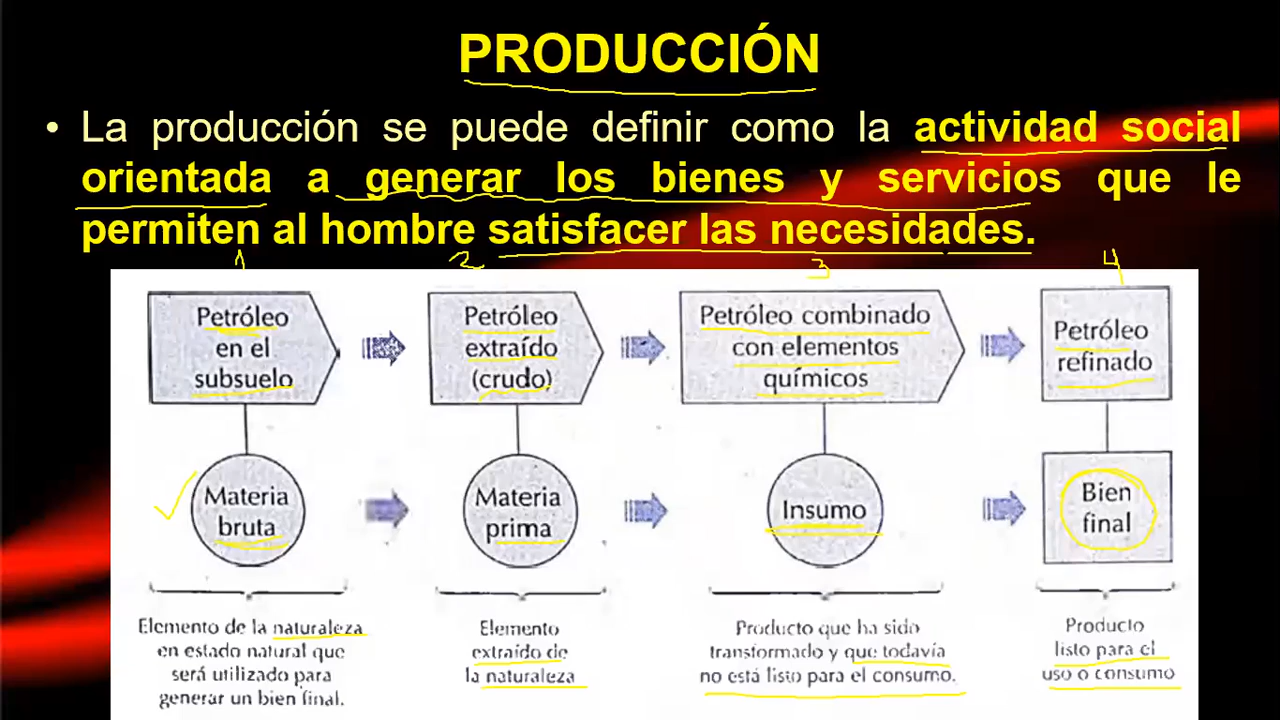 PRODUCCIÓN
• La producción se puede definir como la actividad social
orientada a generar los bienes y servicios que le
permiten al hombre satisfacer las necesidades.
1 2 3 4
Petróleo
en el
subsuelo
Petróleo
extraído
(crudo)
Petróleo combinado
con elementos
químicos
Petróleo
refinado
Materia
bruta
Materia
prima
Insumo
Bien
final
Elemento de la naturaleza
en estado natural que
será utilizado para
generar un bien final.
Elemento
extraído de
la naturaleza
Producto que ha sido
transformado y que todavía
no está listo para el consumo.
Producto
listo para el
uso o consumo